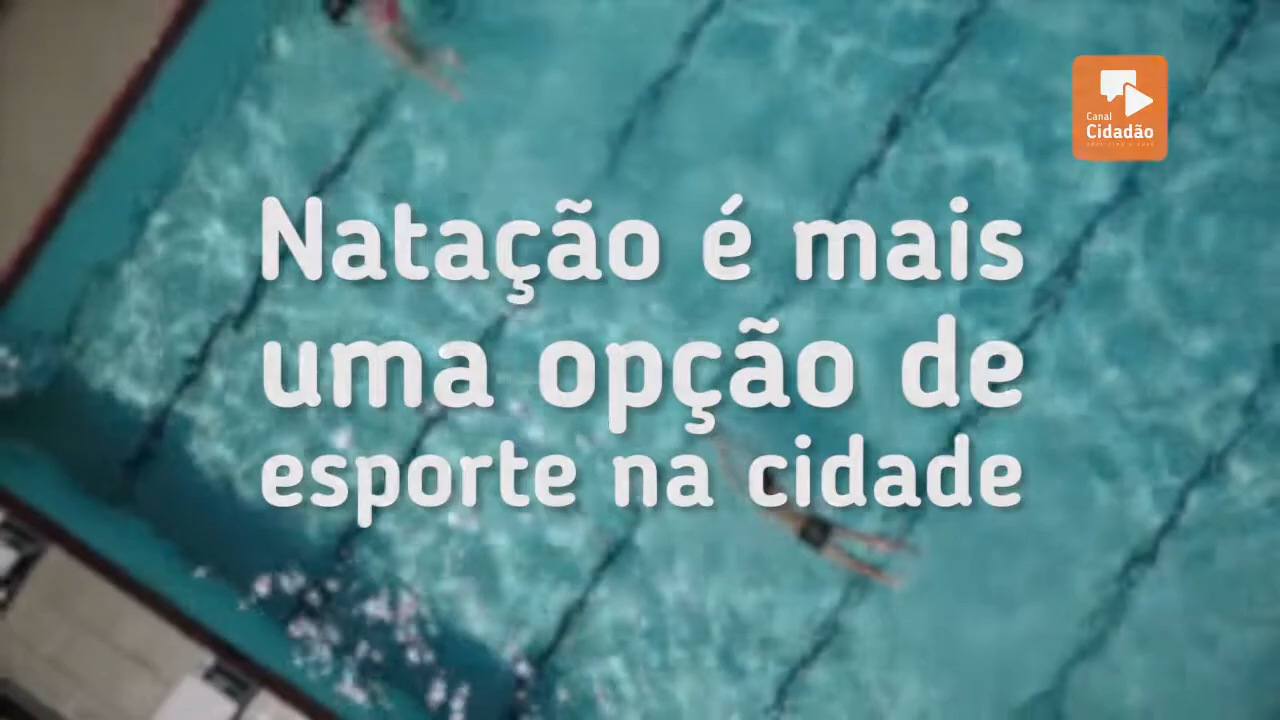 Canal
Cidadão
Natação é mais
uma opção de
esporte na cidade